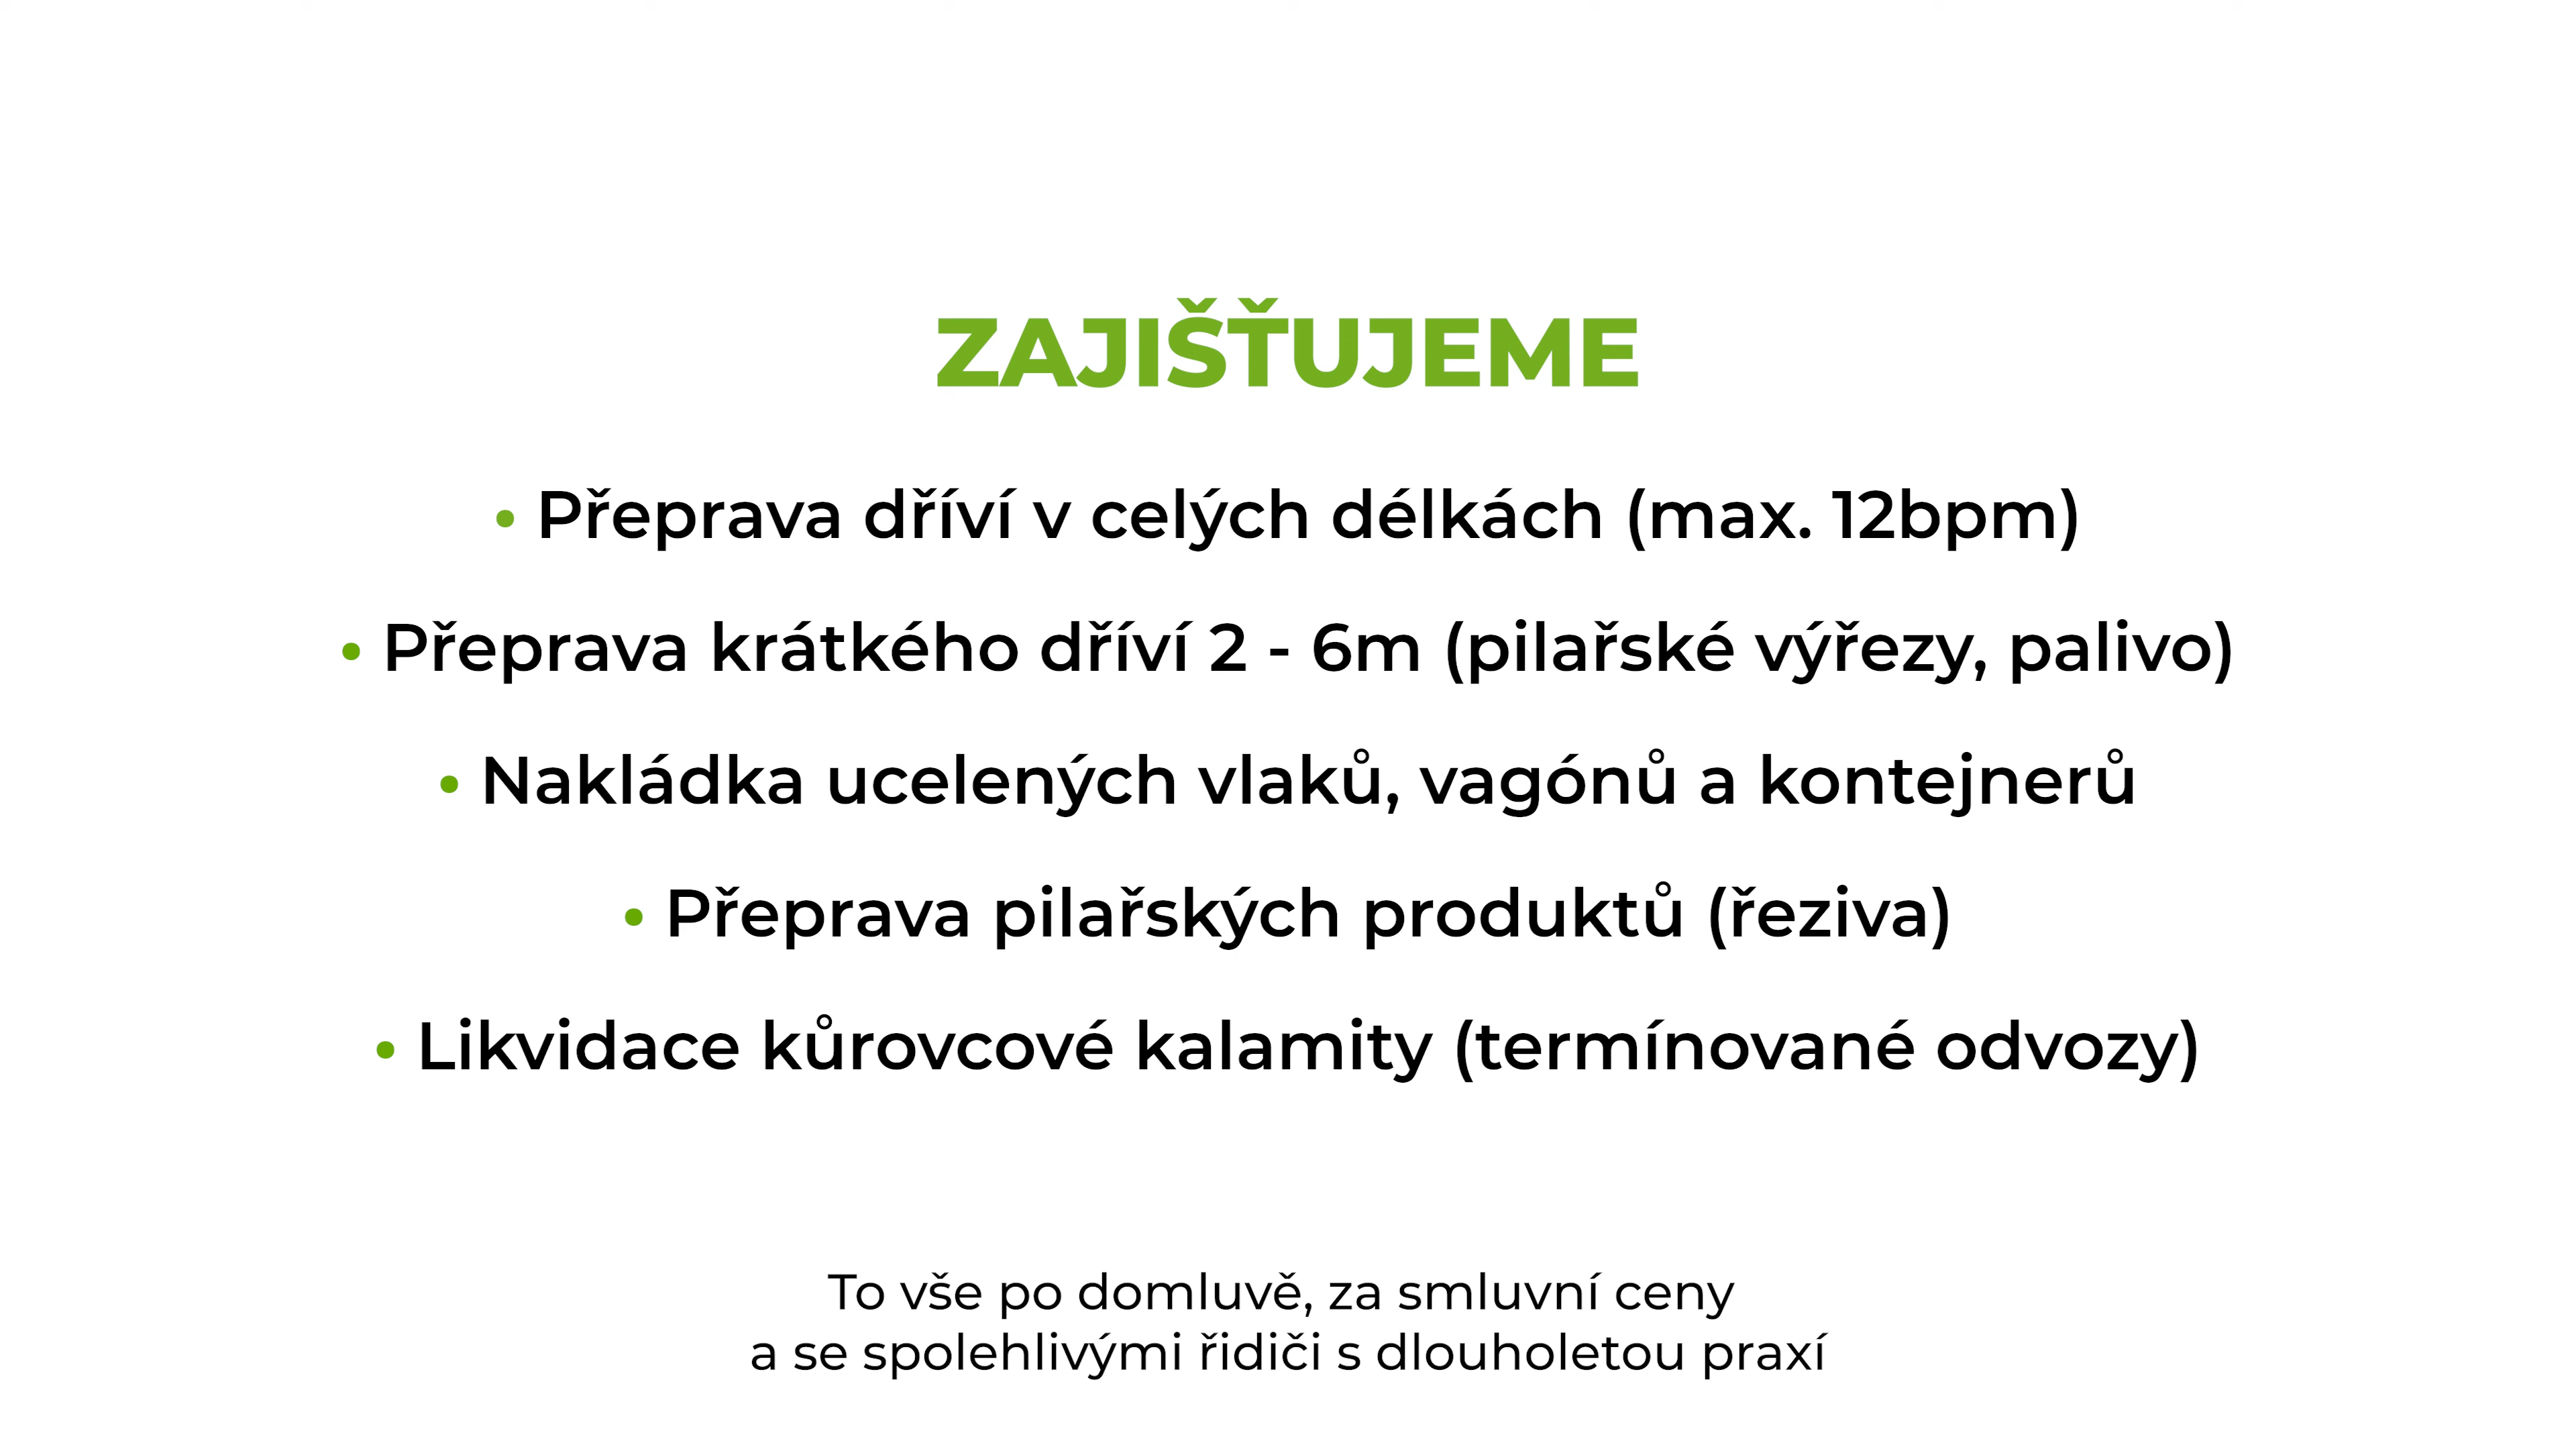 ZAJIŠŤUJEME
• Přeprava dříví v celých délkách (max. 12bpm)
• Přeprava krátkého dříví 2 - 6m (pilařské výřezy, palivo)
• Nakládka ucelených vlaků, vagónů a kontejnerů
• Přeprava pilařských produktů (řeziva)
• Likvidace kůrovcové kalamity (termínované odvozy)
To vše po domluvě, za smluvní ceny
a se spolehlivými řidiči s dlouholetou praxí